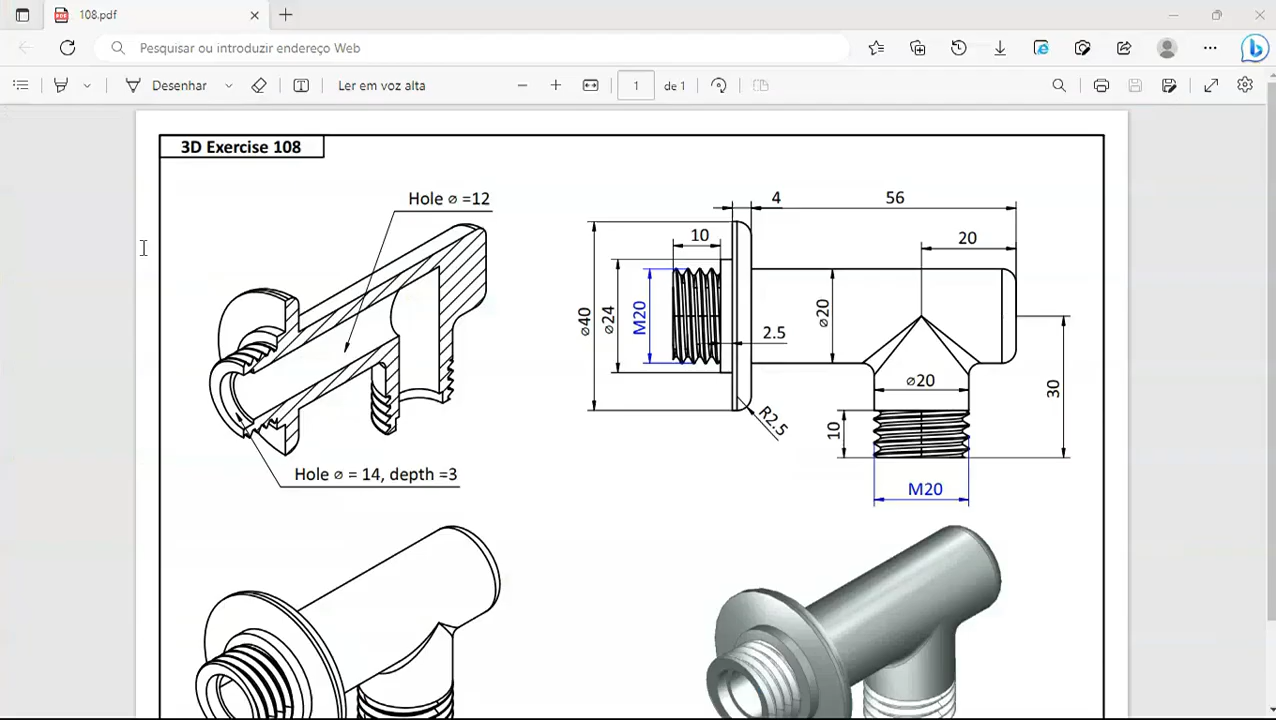 108.pdf
Pesquisar ou introduzir endereço Web
Desenhar
Ler em voz alta
1
de 1
3D Exercise 108
Hole ⌀ =12
Hole ⌀ = 14, depth =3
4
56
10
20
⌀40
⌀24
M20
⌀20
2.5
⌀20
R2.5
10
30
M20